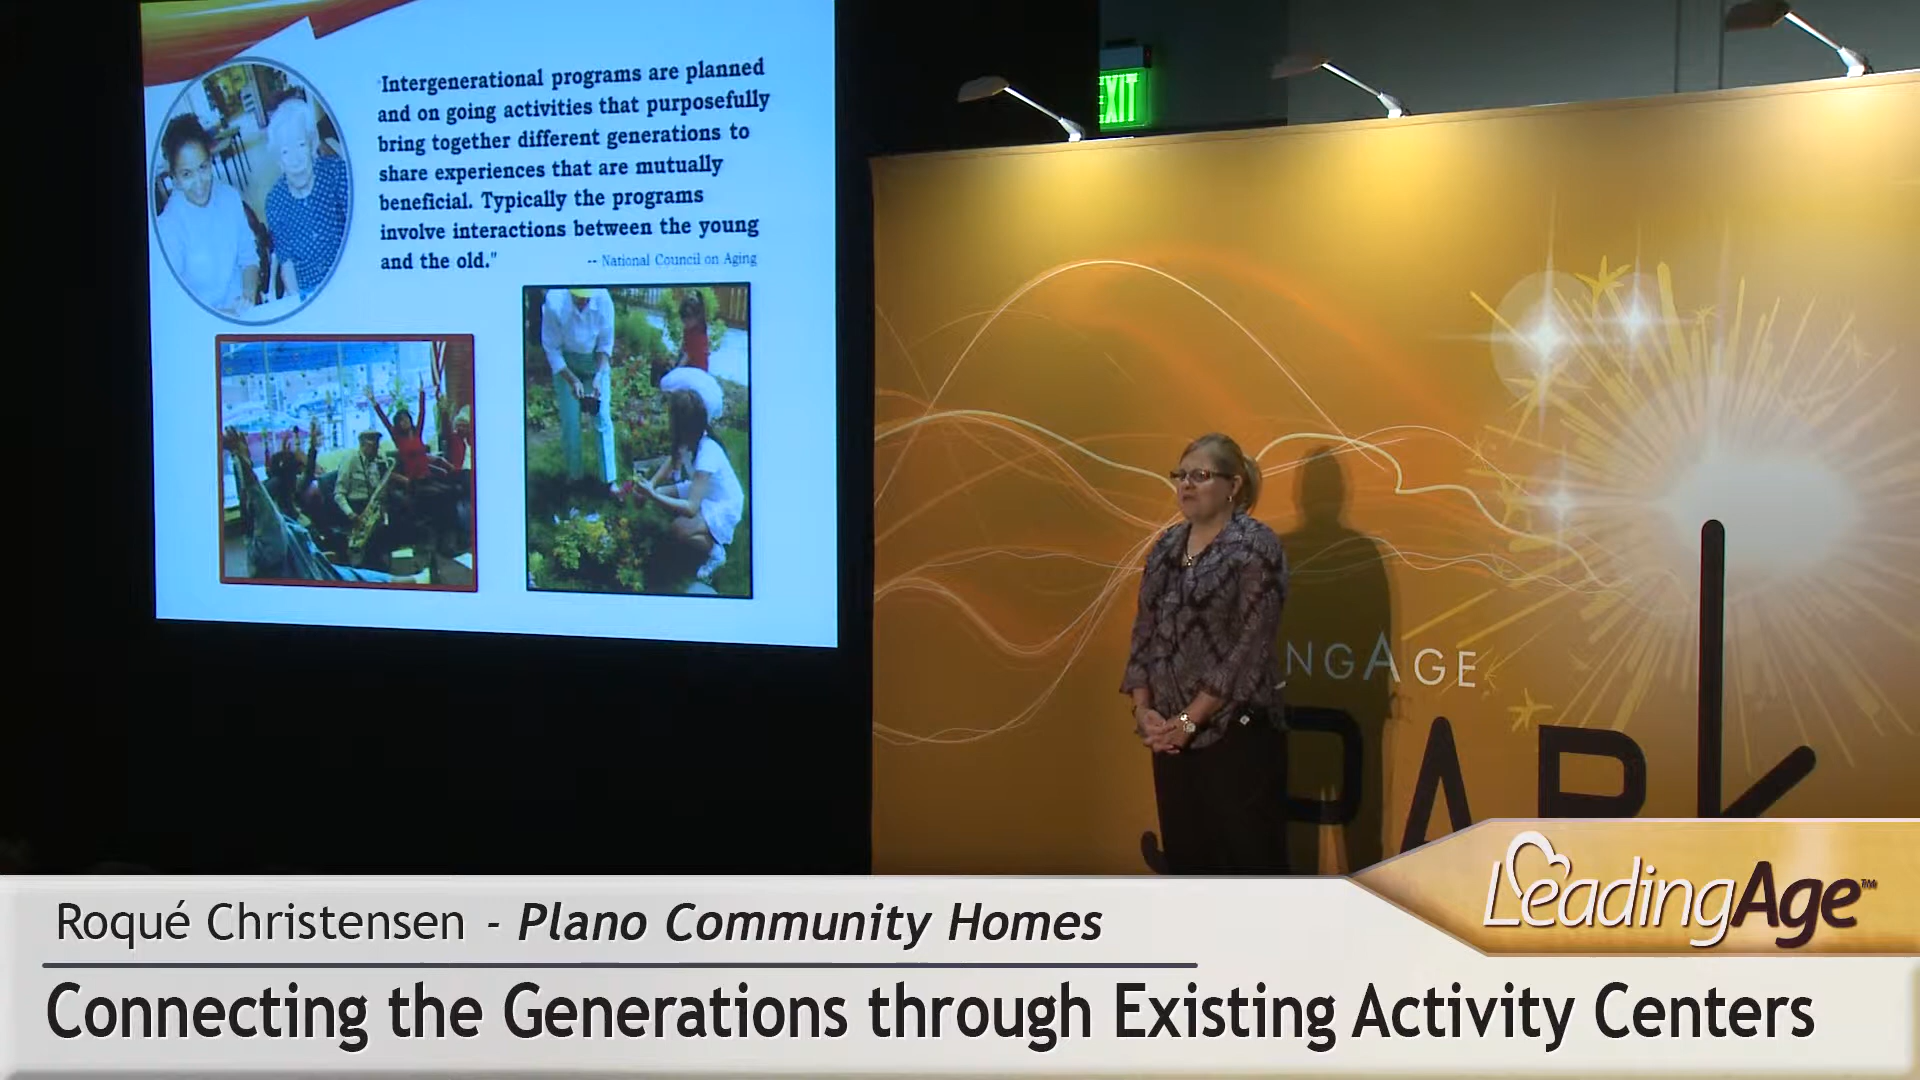 "Intergenerational programs are planned
and on going activities that purposefully
bring together different generations to
share experiences that are mutually
beneficial. Typically the programs
involve interactions between the young
and the old."
-- National Council on Aging
EXIT
NGAGE
PARK
LeadingAge™
Roqué Christensen - Plano Community Homes
Connecting the Generations through Existing Activity Centers